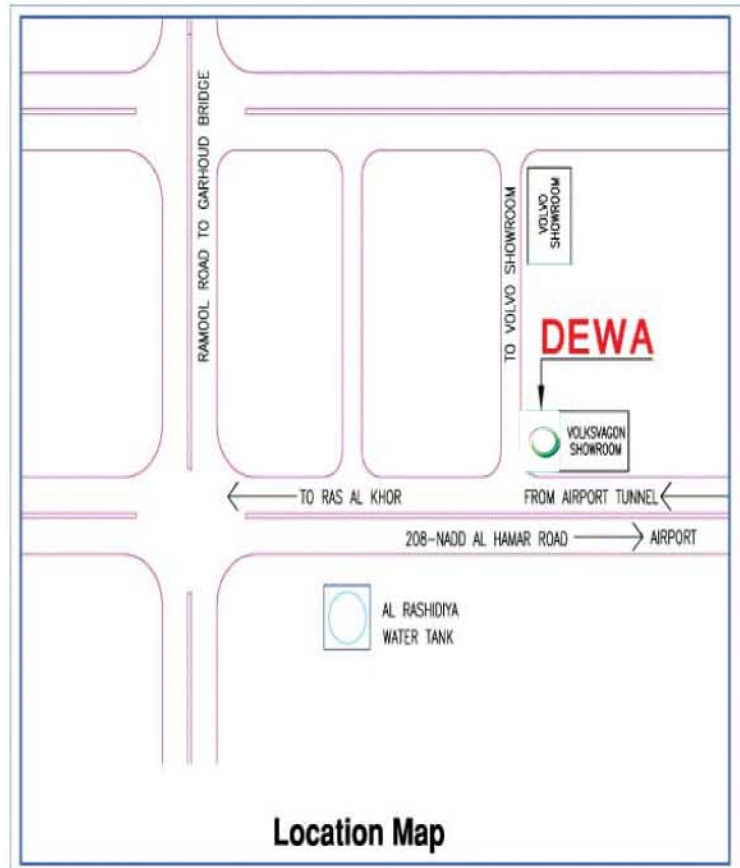 RAMOOL ROAD TO GARHOUD BRIDGE
TO VOLVO SHOWROOM
VOLVO
SHOWROOM
DEWA
VOLKSVAGON
SHOWROOM
TO RAS AL KHOR
FROM AIRPORT TUNNEL
208-NADD AL HAMAR ROAD
AIRPORT
AL RASHIDIYA
WATER TANK
Location Map